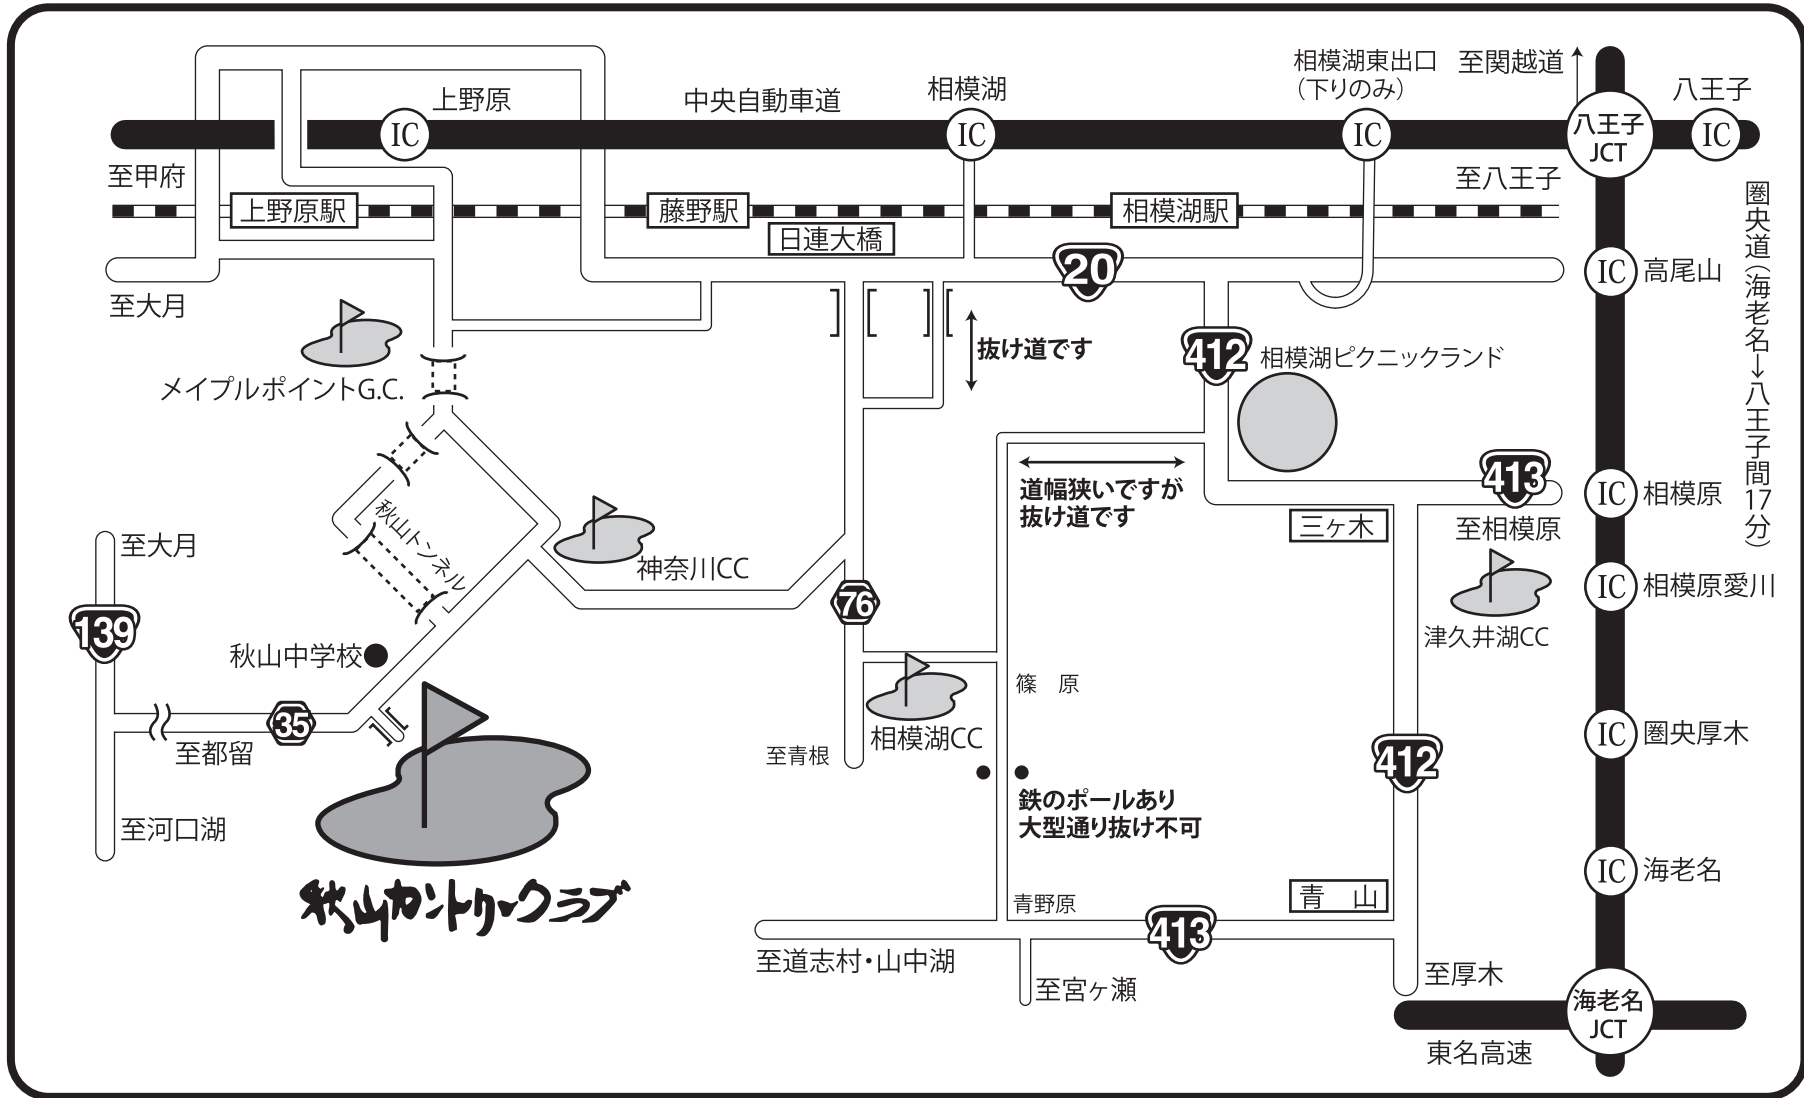 上野原
IC
中央自動車道
相模湖
IC
相模湖東出口
(下りのみ)
IC
至関越道
八王子
JCT
八王子
IC
至甲府
至八王子
上野原駅
藤野駅
相模湖駅
日連大橋
至大月
20
IC
高尾山
圏央道(海老名→八王子間17分)
メイプルポイントG.C.
抜け道です
412
相模湖ピクニックランド
道幅狭いですが
抜け道です
413
三ヶ木
至相模原
IC
相模原
秋山トンネル
至大月
神奈川CC
139
76
IC
相模原愛川
津久井湖CC
秋山中学校
篠 原
35
至都留
相模湖CC
至青根
412
IC
圏央厚木
鉄のポールあり
大型通り抜け不可
至河口湖
IC
海老名
秋山カントリークラブ
青野原
青 山
413
至道志村・山中湖
至宮ヶ瀬
至厚木
海老名
JCT
東名高速